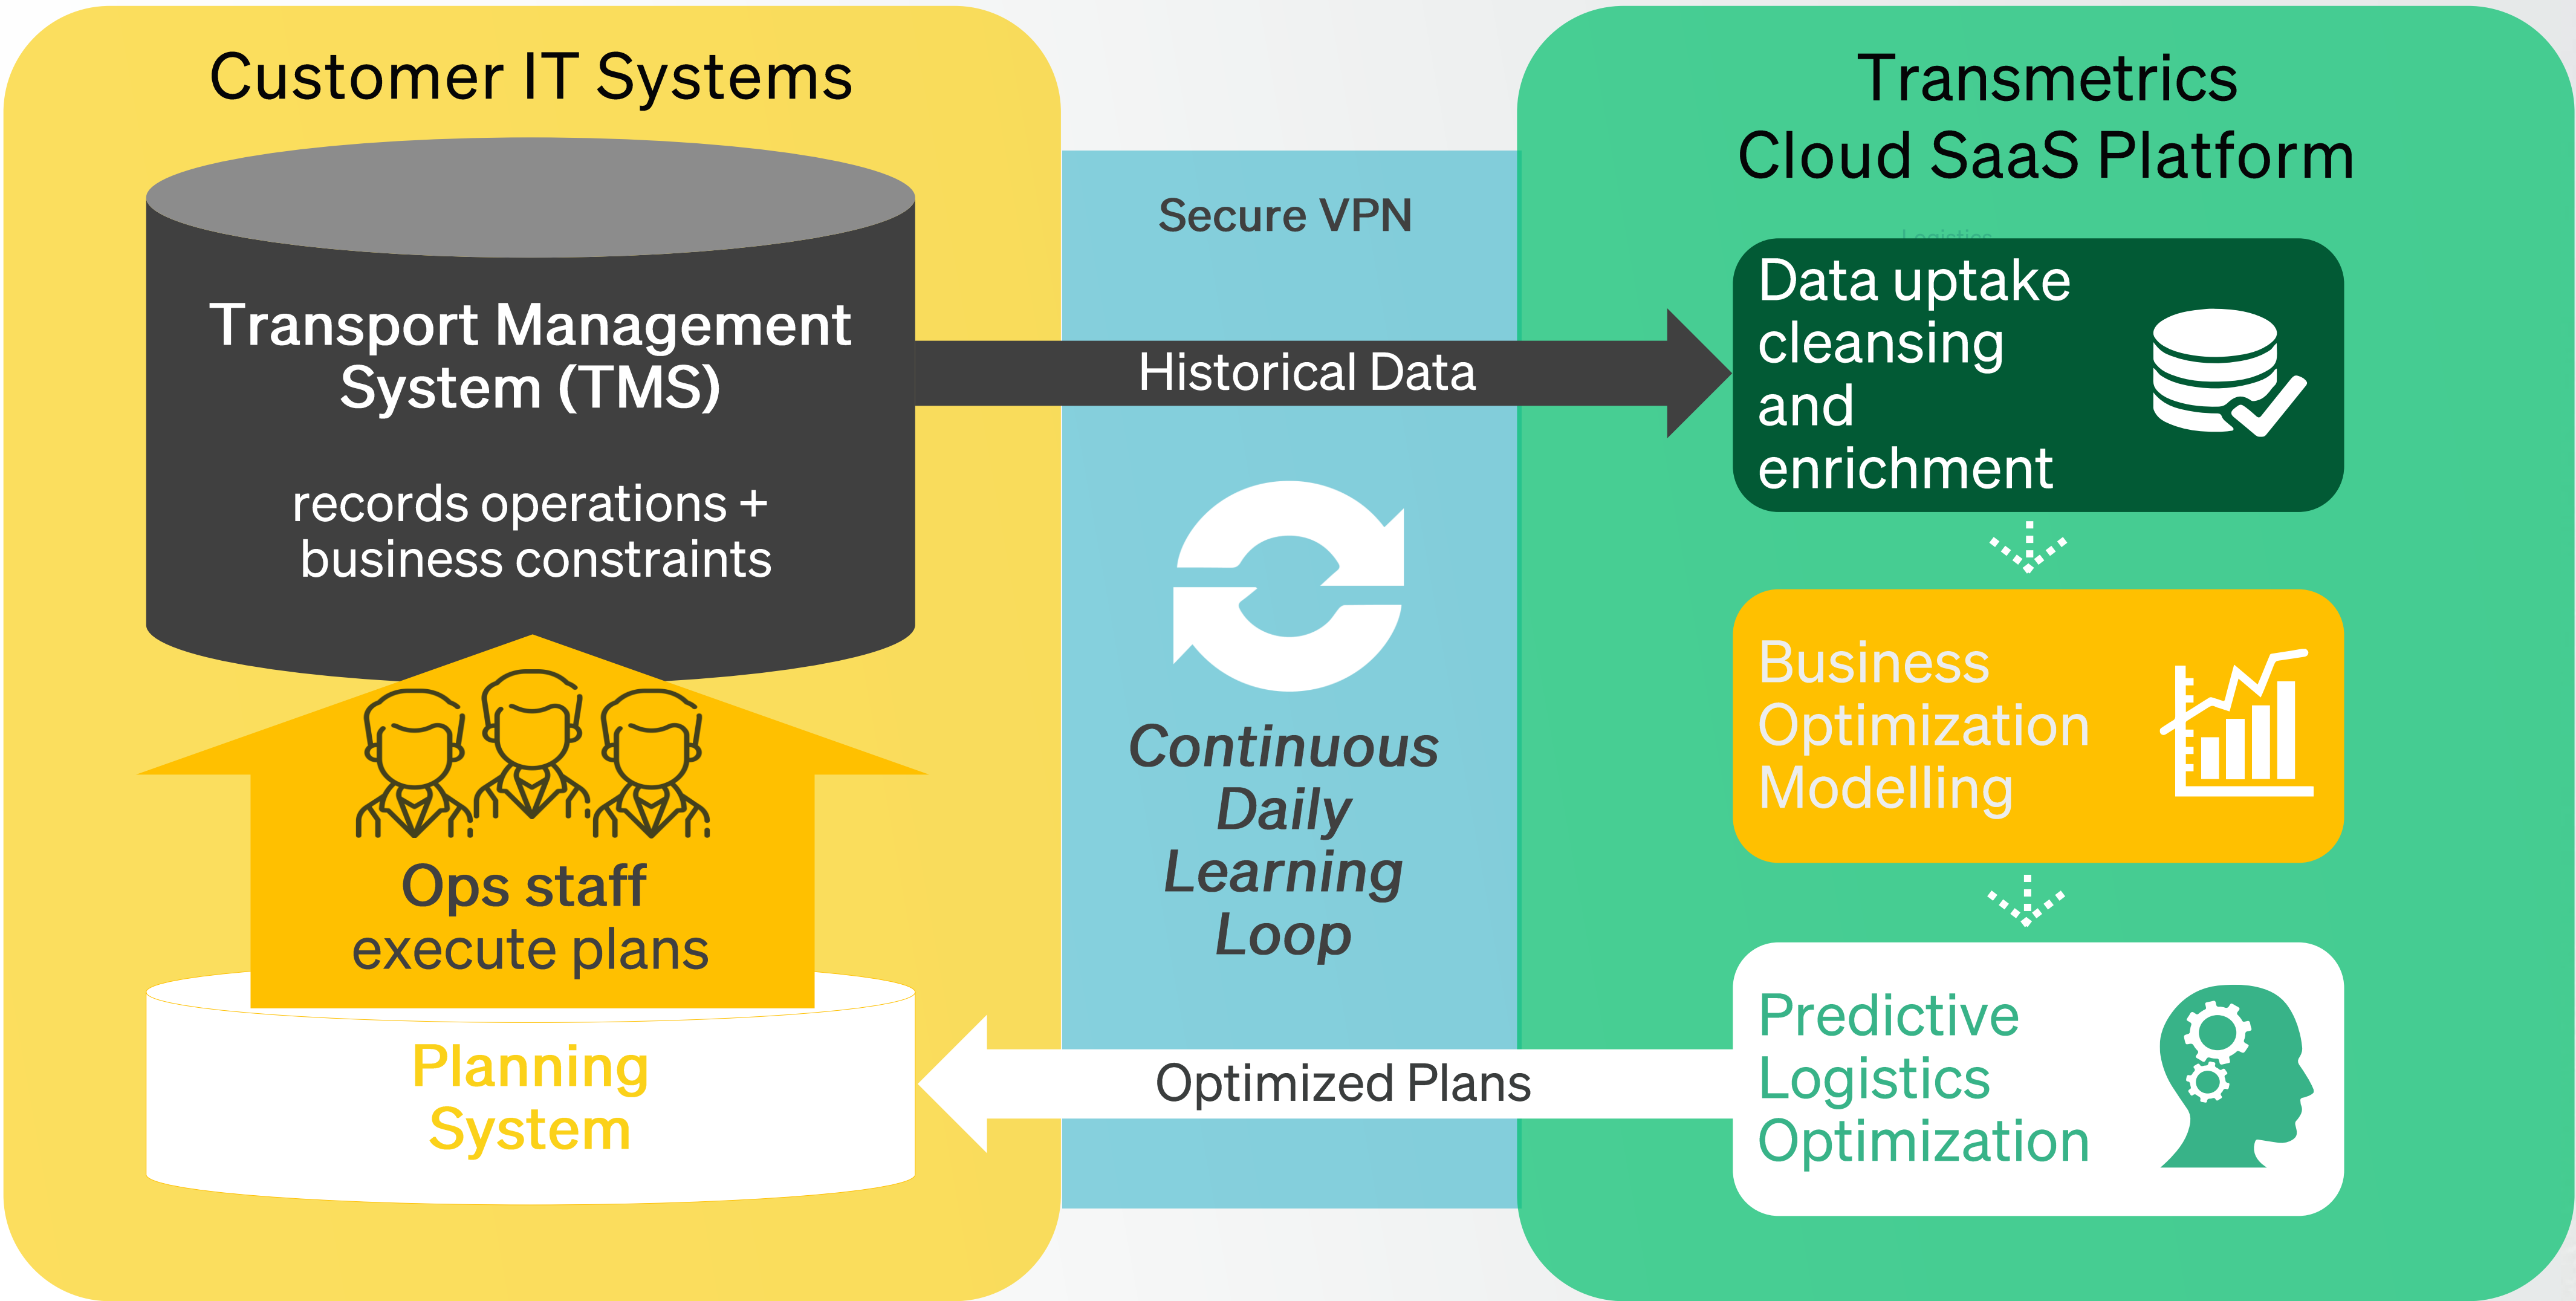 Customer IT Systems
Transport Management
System (TMS)
records operations +
business constraints
Ops staff
execute plans
Planning
System
Secure VPN
Historical Data
Continuous
Daily
Learning
Loop
Optimized Plans
Transmetrics
Cloud SaaS Platform
Logistics
Data uptake
cleansing
and
enrichment
Business
Optimization
Modelling
Predictive
Logistics
Optimization